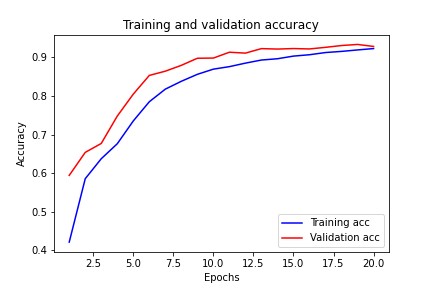 Training and validation accuracy
Accuracy
0.9
0.8
0.7
0.6
0.5
0.4
Training acc
Validation acc
2.5 5.0 7.5 10.0 12.5 15.0 17.5 20.0
Epochs